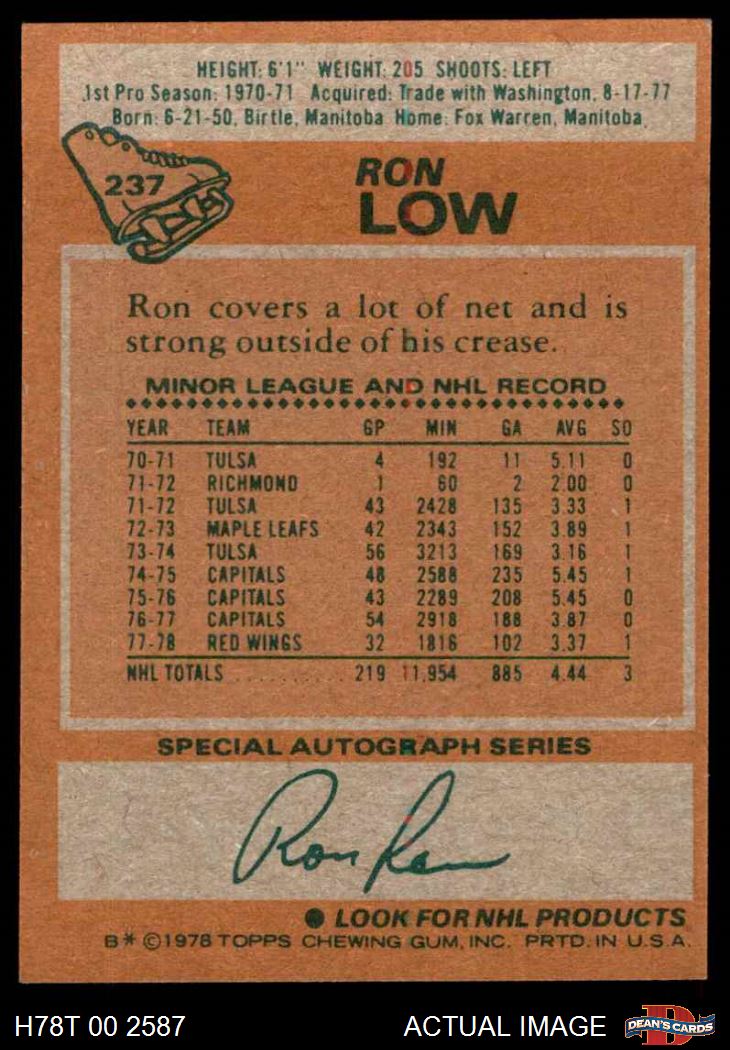 HEIGHT: 6'1" WEIGHT: 205 SHOOTS: LEFT
1st Pro Season: 1970-71 Acquired: Trade with Washington, 8-17-77
Born: 6-21-50, Birtle, Manitoba Home: Fox Warren, Manitoba
237
RON
LOW
Ron covers a lot of net and is
strong outside of his crease.
MINOR LEAGUE AND NHL RECORD
YEAR TEAM GP MIN GA AVG SO
70-71 TULSA 4 192 11 5.11 0
71-72 RICHMOND 1 60 2 2.00 0
71-72 TULSA 43 2428 135 3.33 1
72-73 MAPLE LEAFS 42 2343 152 3.89 1
73-74 TULSA 56 3213 169 3.16 1
74-75 CAPITALS 48 2588 235 5.45 1
75-76 CAPITALS 43 2289 208 5.45 0
76-77 CAPITALS 54 2918 188 3.87 0
77-78 RED WINGS 32 1816 102 3.37 1
NHL TOTALS .......... 219 11,954 885 4.44 3
SPECIAL AUTOGRAPH SERIES
Ron Low
● LOOK FOR NHL PRODUCTS
B* ©1978 TOPPS CHEWING GUM, INC. PRTD. IN U.S.A.
H78T 00 2587 ACTUAL IMAGE
D
DEAN'S CARDS